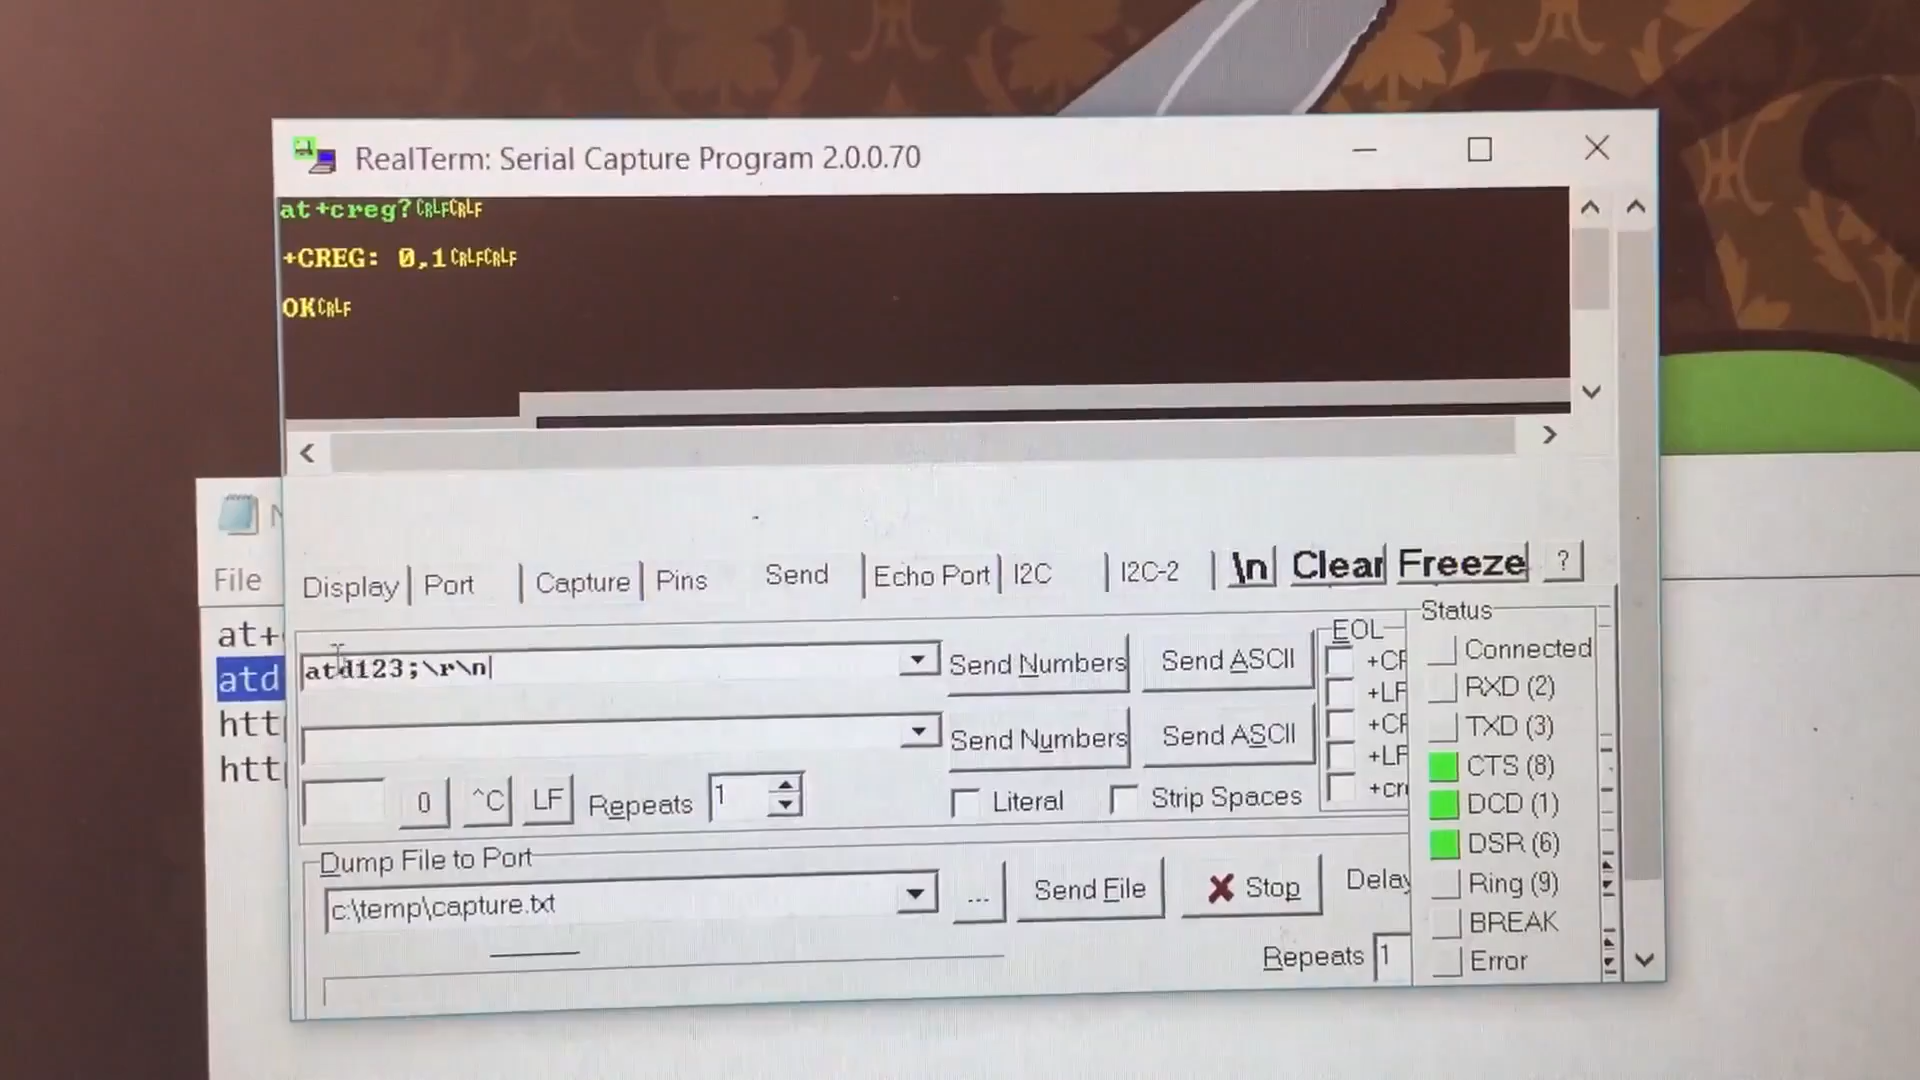 RealTerm: Serial Capture Program 2.0.0.70
at+creg?CRLFCRLF
+CREG: 0,1CRLFCRLF
OKCRLF
N
File
at+
atd
htt
htt
Display Port Capture Pins Send Echo Port I2C I2C-2 \n Clear Freeze ?
atd123;\r\n
Send Numbers Send ASCII
Send Numbers Send ASCII
0 ^C LF Repeats 1
Literal Strip Spaces
EOL
+CR
+LF
+CR
+LF
+cr
Dump File to Port
c:\temp\capture.txt
... Send File Stop Delay
Repeats 1
Status
Connected
RXD (2)
TXD (3)
CTS (8)
DCD (1)
DSR (6)
Ring (9)
BREAK
Error